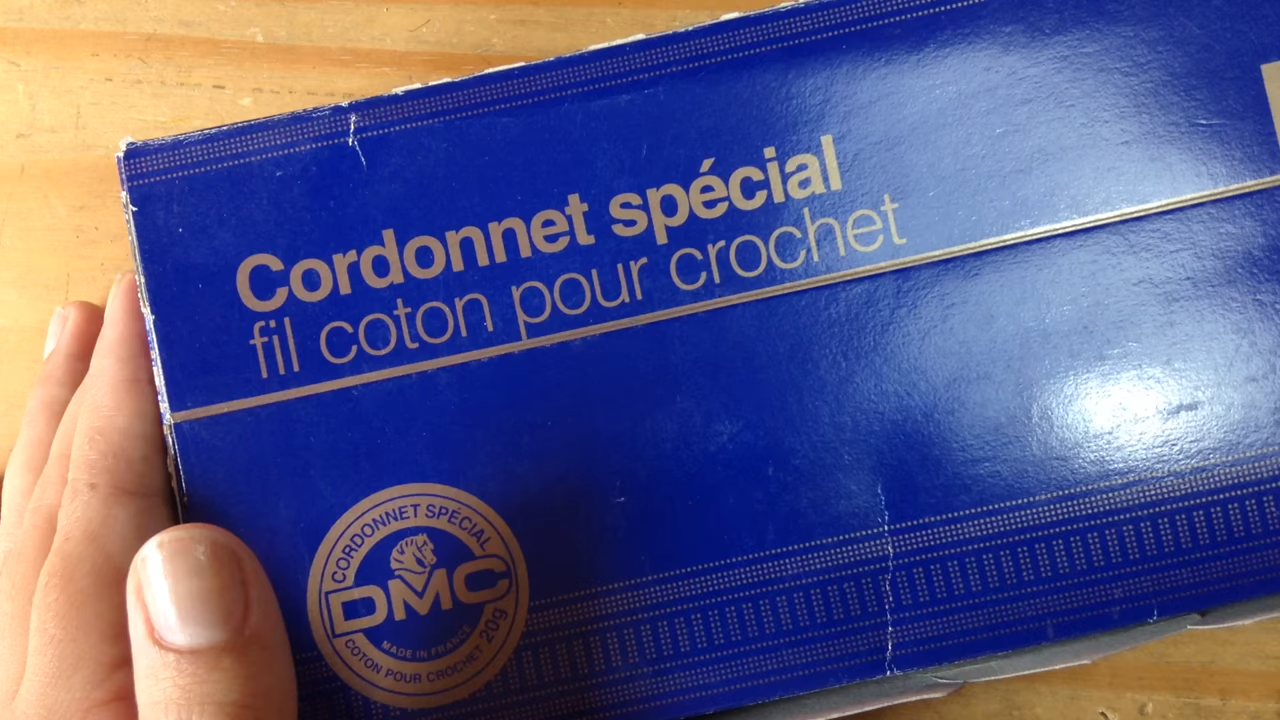 Cordonnet spécial
fil coton pour crochet
CORDONNET SPÉCIAL
DMC
MADE IN FRANCE
COTON POUR CROCHET 20g